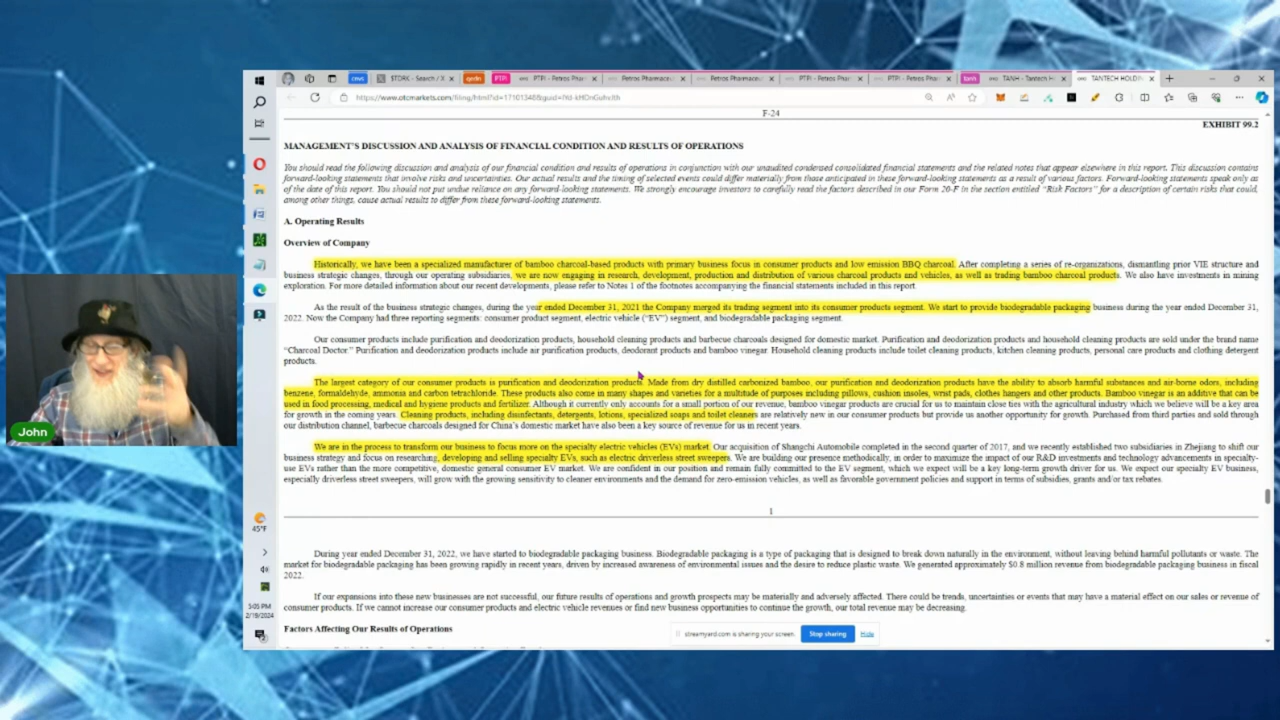 cnvs $TDRK - Search / X qnrdn PTPI PTPI - Petros Phar Petros Pharmaceu Petros Pharmaceu PTPI - Petros Phar PTPI - Petros Phar tanh TANH - Tantech H TANTECH HOLDIN
F-24
EXHIBIT 99.2
MANAGEMENT'S DISCUSSION AND ANALYSIS OF FINANCIAL CONDITION AND RESULTS OF OPERATIONS
You should read the following discussion and analysis of our financial condition and results of operations in conjunction with our unaudited condensed consolidated financial statements and the related notes that appear elsewhere in this report. This discussion contains
forward-looking statements that involve risks and uncertainties. Our actual results and the timing of selected events could differ materially from those anticipated in these forward-looking statements as a result of various factors. Forward-looking statements speak only as
of the date of this report. You should not put undue reliance on any forward-looking statements. We strongly encourage investors to carefully read the factors described in our Form 20-F in the section entitled "Risk Factors" for a description of certain risks that could,
among other things, cause actual results to differ from these forward-looking statements.
A. Operating Results
Overview of Company
Historically, we have been a specialized manufacturer of bamboo charcoal-based products with primary business focus in consumer products and low emission BBQ charcoal. After completing a series of re-organizations, dismantling prior VIE structure and
business strategic changes, through our operating subsidiaries, we are now engaging in research, development, production and distribution of various charcoal products and vehicles, as well as trading bamboo charcoal products. We also have investments in mining
exploration. For more detailed information about our recent developments, please refer to Notes 1 of the footnotes accompanying the financial statements included in this report.
As the result of the business strategic changes, during the year ended December 31, 2021 the Company merged its trading segment into its consumer products segment. We start to provide biodegradable packaging business during the year ended December 31,
2022. Now the Company had three reporting segments: consumer product segment, electric vehicle ("EV") segment, and biodegradable packaging segment.
Our consumer products include purification and deodorization products, household cleaning products and barbecue charcoals designed for domestic market. Purification and deodorization products and household cleaning products are sold under the brand name
"Charcoal Doctor." Purification and deodorization products include air purification products, deodorant products and bamboo vinegar. Household cleaning products include toilet cleaning products, kitchen cleaning products, personal care products and clothing detergent
products.
The largest category of our consumer products is purification and deodorization products. Made from dry distilled carbonized bamboo, our purification and deodorization products have the ability to absorb harmful substances and air-borne odors, including
benzene, formaldehyde, ammonia and carbon tetrachloride. These products also come in many shapes and varieties for a multitude of purposes including pillows, cushion insoles, wrist pads, clothes hangers and other products. Bamboo vinegar is an additive that can be
used in food processing, medical and hygiene products and fertilizer. Although it currently only accounts for a small portion of our revenue, bamboo vinegar products are crucial for us to maintain close ties with the agricultural industry which we believe will be a key area
for growth in the coming years. Cleaning products, including disinfectants, detergents, lotions, specialized soaps and toilet cleaners are relatively new in our consumer products but provide us another opportunity for growth. Purchased from third parties and sold through
our distribution channel, barbecue charcoals designed for China's domestic market have also been a key source of revenue for us in recent years.
We are in the process to transform our business to focus more on the specialty electric vehicles (EVs) market. Our acquisition of Shangchi Automobile completed in the second quarter of 2017, and we recently established two subsidiaries in Zhejiang to shift our
business strategy and focus on researching, developing and selling specialty EVs, such as electric driverless street sweepers. We are building our presence methodically, in order to maximize the impact of our R&D investments and technology advancements in specialty-
use EVs rather than the more competitive, domestic general consumer EV market. We are confident in our position and remain fully committed to the EV segment, which we expect will be a key long-term growth driver for us. We expect our specialty EV business,
especially driverless street sweepers, will grow with the growing sensitivity to cleaner environments and the demand for zero-emission vehicles, as well as favorable government policies and support in terms of subsidies, grants and/or tax rebates.
1
During year ended December 31, 2022, we have started to biodegradable packaging business. Biodegradable packaging is a type of packaging that is designed to break down naturally in the environment, without leaving behind harmful pollutants or waste. The
market for biodegradable packaging has been growing rapidly in recent years, driven by increased awareness of environmental issues and the desire to reduce plastic waste. We generated approximately $0.8 million revenue from biodegradable packaging business in fiscal
2022.
If our expansions into these new businesses are not successful, our future results of operations and growth prospects may be materially and adversely affected. There could be trends, uncertainties or events that may have a material effect on our sales or revenue of
consumer products. If we cannot increase our consumer products and electric vehicle revenues or find new business opportunities to continue the growth, our total revenue may be decreasing.
Factors Affecting Our Results of Operations
streamyard.com is sharing your screen. Stop sharing Hide
John
45°F
5:05 PM
2/19/2024